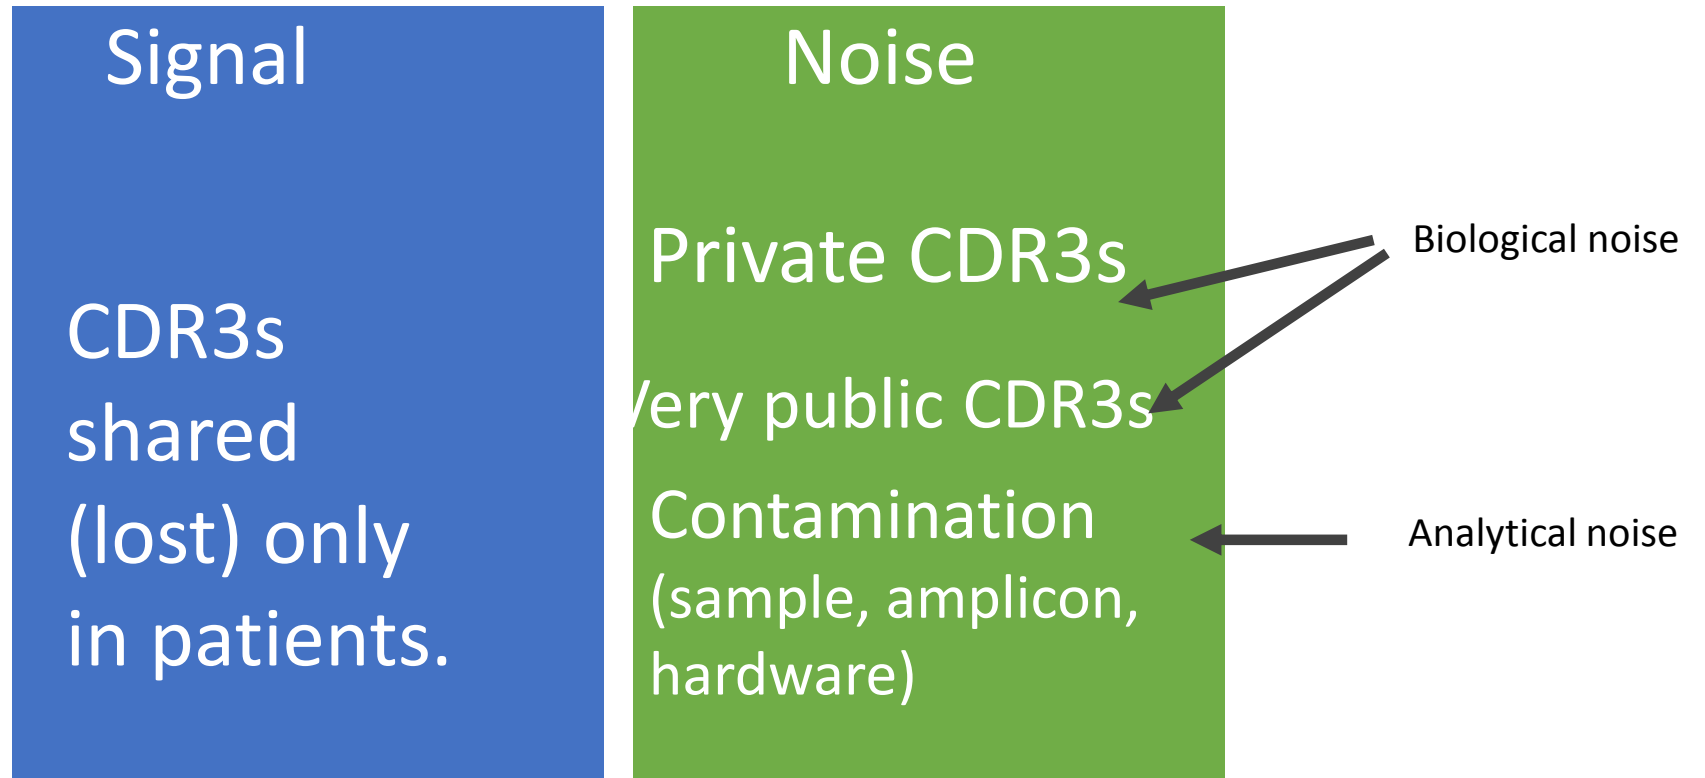 Signal
CDR3s
shared
(lost) only
in patients.
Noise
Private CDR3s
Very public CDR3s
Contamination
(sample, amplicon,
hardware)
Biological noise
Analytical noise